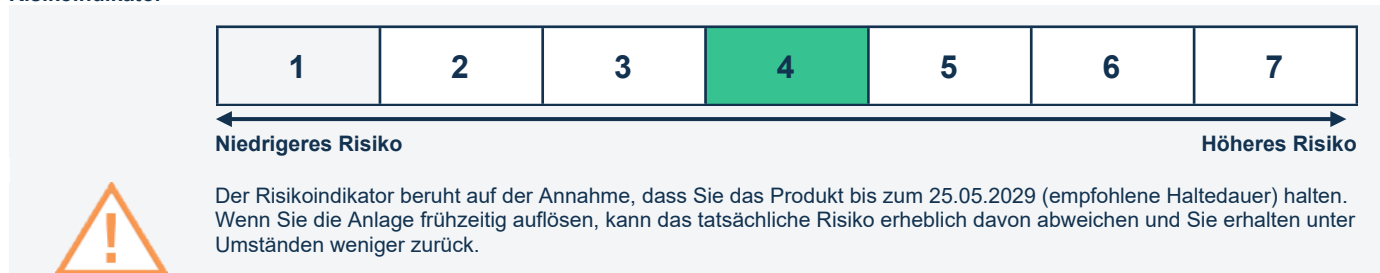 Risikoindikator
1 2 3 4 5 6 7
Niedrigeres Risiko Höheres Risiko
Der Risikoindikator beruht auf der Annahme, dass Sie das Produkt bis zum 25.05.2029 (empfohlene Haltedauer) halten.
Wenn Sie die Anlage frühzeitig auflösen, kann das tatsächliche Risiko erheblich davon abweichen und Sie erhalten unter
Umständen weniger zurück.